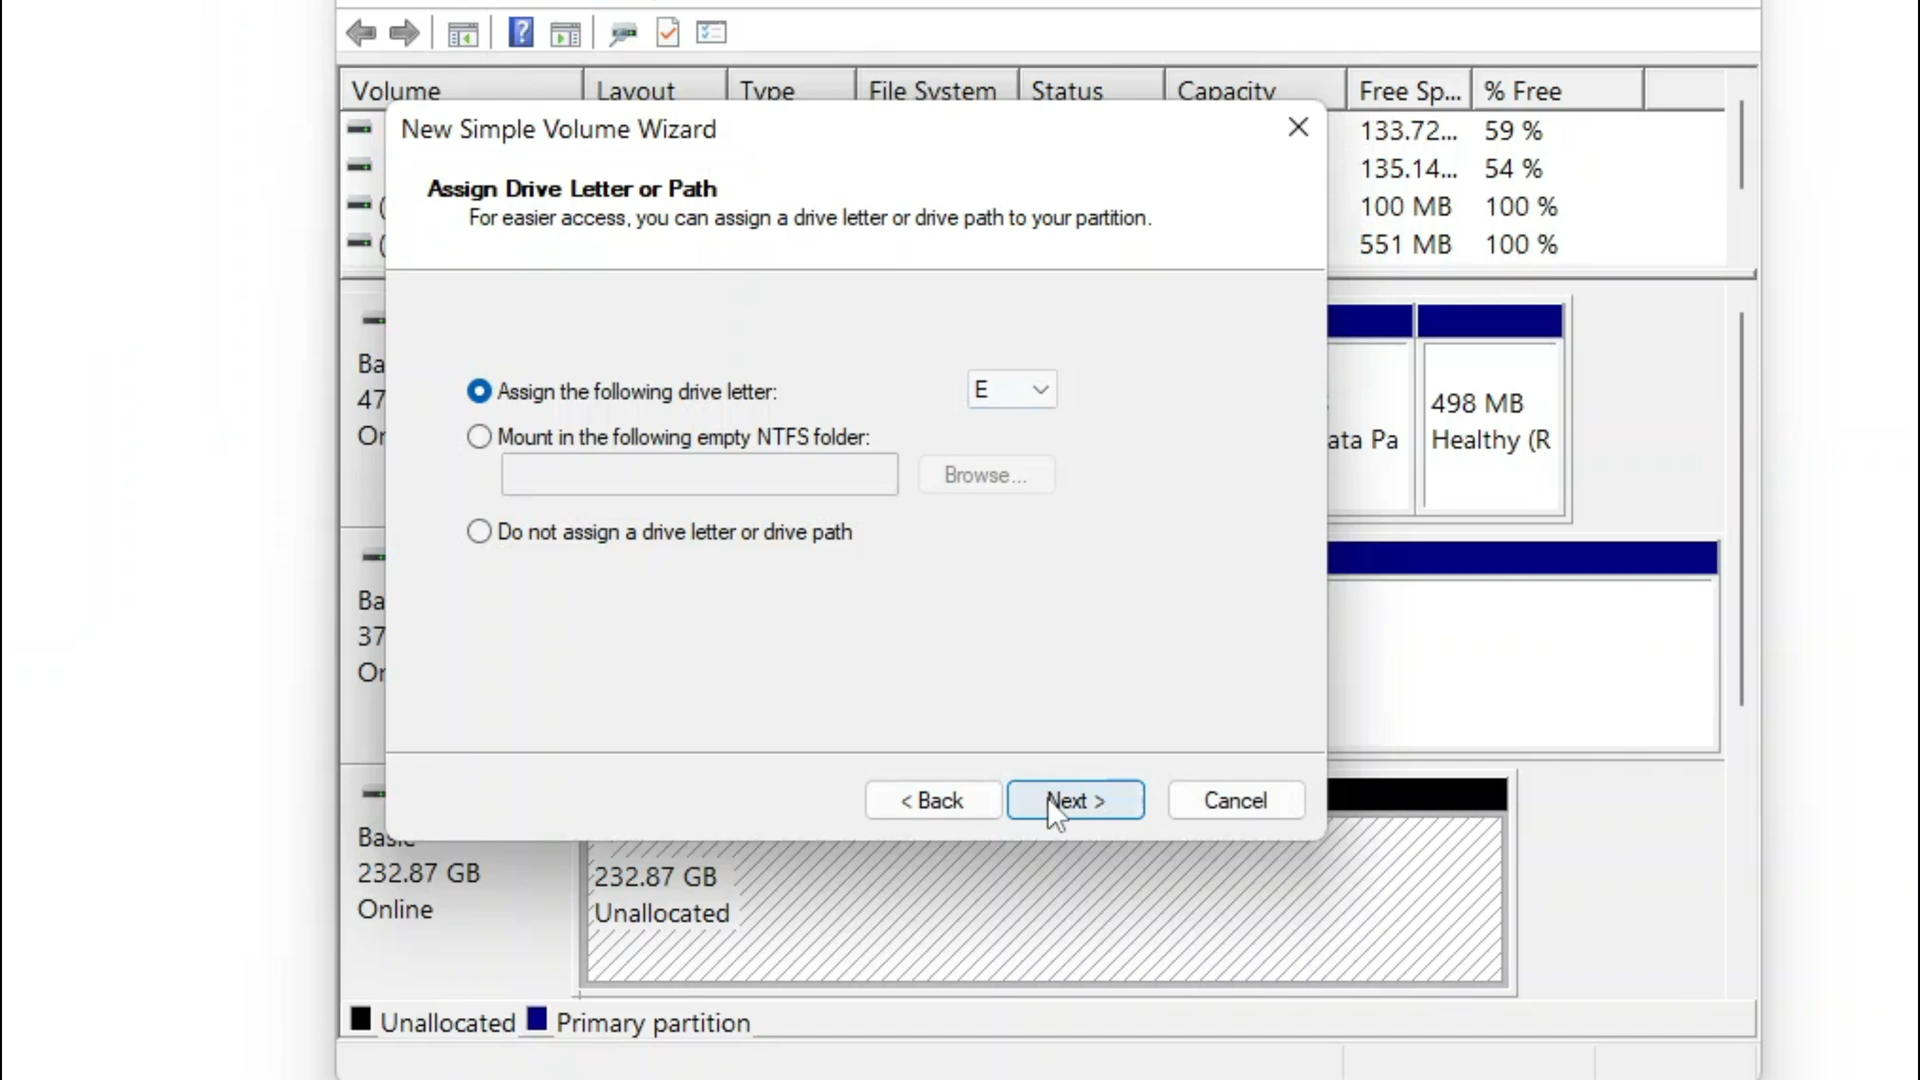 Volume Layout Type File System Status Capacity Free Sp... % Free
New Simple Volume Wizard
133.72... 59 %
135.14... 54 %
( 100 MB 100 %
( 551 MB 100 %
Assign Drive Letter or Path
For easier access, you can assign a drive letter or drive path to your partition.
Assign the following drive letter: E
Mount in the following empty NTFS folder:
Browse...
Do not assign a drive letter or drive path
< Back Next > Cancel
Ba
47
Or
ata Pa
498 MB
Healthy (R
Ba
37
Or
Basic
232.87 GB
Online
232.87 GB
Unallocated
Unallocated Primary partition